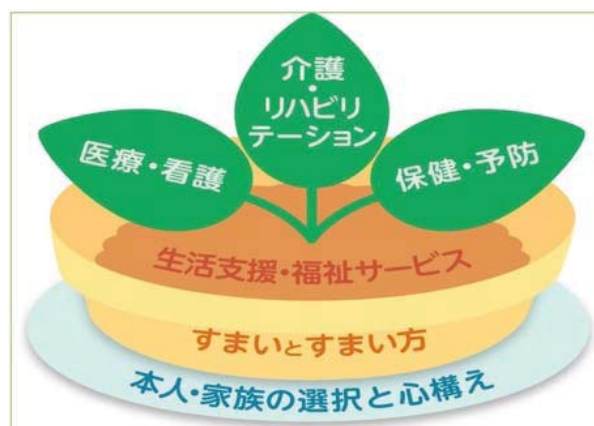 介護
・
リハビリ
テーション
医療・看護
保健・予防
生活支援・福祉サービス
すまいとすまい方
本人・家族の選択と心構え